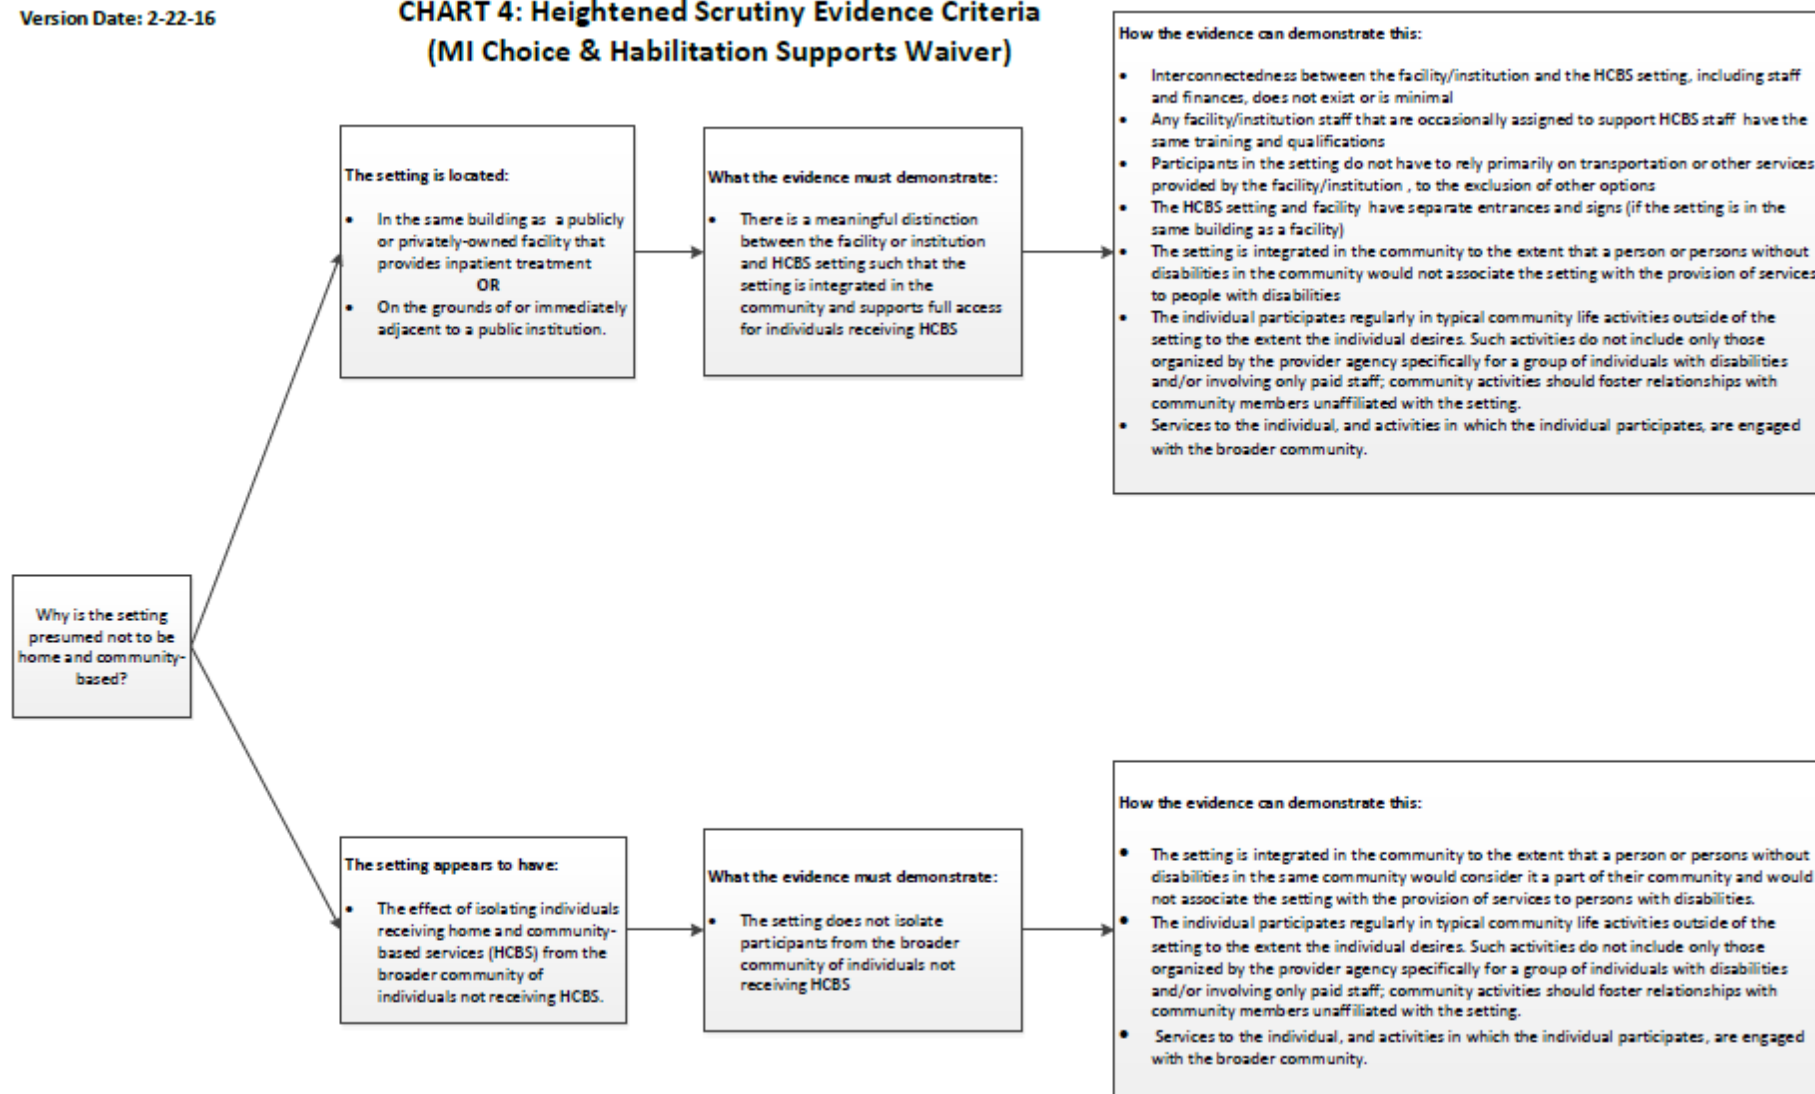 Version Date: 2-22-16
CHART 4: Heightened Scrutiny Evidence Criteria
(MI Choice & Habilitation Supports Waiver)
Why is the setting
presumed not to be
home and community-
based?
The setting is located:
• In the same building as a publicly
or privately-owned facility that
provides inpatient treatment
OR
• On the grounds of or immediately
adjacent to a public institution.
What the evidence must demonstrate:
• There is a meaningful distinction
between the facility or institution
and HCBS setting such that the
setting is integrated in the
community and supports full access
for individuals receiving HCBS
How the evidence can demonstrate this:
• Interconnectedness between the facility/institution and the HCBS setting, including staff
and finances, does not exist or is minimal
• Any facility/institution staff that are occasionally assigned to support HCBS staff have the
same training and qualifications
• Participants in the setting do not have to rely primarily on transportation or other services
provided by the facility/institution , to the exclusion of other options
• The HCBS setting and facility have separate entrances and signs (if the setting is in the
same building as a facility)
• The setting is integrated in the community to the extent that a person or persons without
disabilities in the community would not associate the setting with the provision of services
to people with disabilities
• The individual participates regularly in typical community life activities outside of the
setting to the extent the individual desires. Such activities do not include only those
organized by the provider agency specifically for a group of individuals with disabilities
and/or involving only paid staff; community activities should foster relationships with
community members unaffiliated with the setting.
• Services to the individual, and activities in which the individual participates, are engaged
with the broader community.
The setting appears to have:
• The effect of isolating individuals
receiving home and community-
based services (HCBS) from the
broader community of
individuals not receiving HCBS.
What the evidence must demonstrate:
• The setting does not isolate
participants from the broader
community of individuals not
receiving HCBS
How the evidence can demonstrate this:
• The setting is integrated in the community to the extent that a person or persons without
disabilities in the same community would consider it a part of their community and would
not associate the setting with the provision of services to persons with disabilities.
• The individual participates regularly in typical community life activities outside of the
setting to the extent the individual desires. Such activities do not include only those
organized by the provider agency specifically for a group of individuals with disabilities
and/or involving only paid staff; community activities should foster relationships with
community members unaffiliated with the setting.
• Services to the individual, and activities in which the individual participates, are engaged
with the broader community.